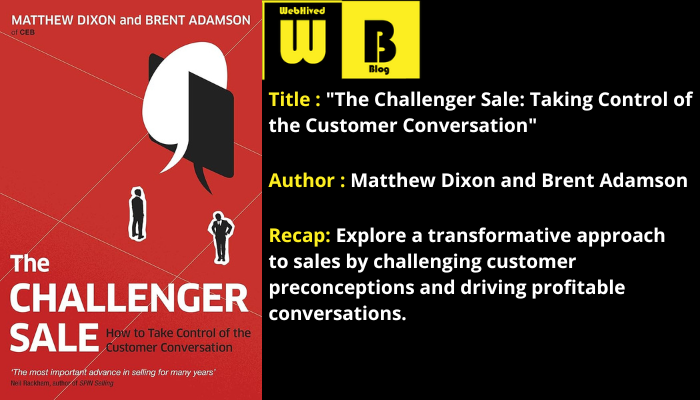 MATTHEW DIXON and BRENT ADAMSON
of CEB
The
CHALLENGER
SALE
How to Take Control of the
Customer Conversation
'The most important advance in selling for many years'
Neil Rackham, author of SPIN Selling
WebHived
W
B
Blog
Title : "The Challenger Sale: Taking Control of
the Customer Conversation"
Author : Matthew Dixon and Brent Adamson
Recap: Explore a transformative approach
to sales by challenging customer
preconceptions and driving profitable
conversations.